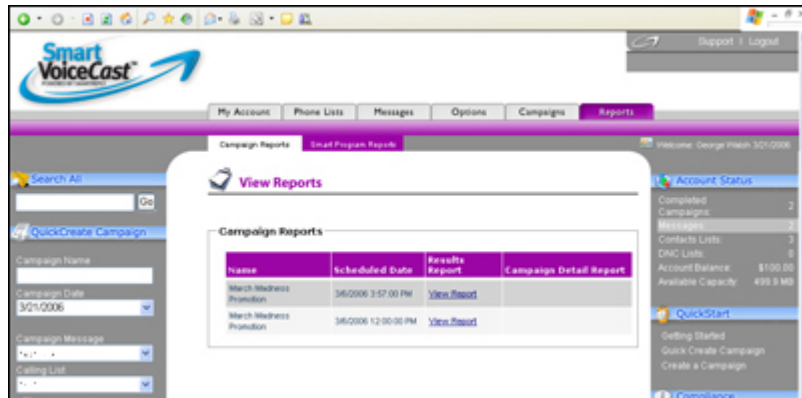 Smart
VoiceCast
Support | Logout
My Account Phone Lists Messages Options Campaigns Reports
Campaign Reports Smart Program Reports
Welcome: George Walsh 3/21/2006
Search All
Go
QuickCreate Campaign
Campaign Name
Campaign Date
3/21/2006
Campaign Message
Calling List
View Reports
Campaign Reports
Name Scheduled Date Results Report Campaign Detail Report
March Madness Promotion 3/6/2006 3:57:00 PM View Report
March Madness Promotion 3/6/2006 12:00:00 PM View Report
Account Status
Completed Campaigns: 2
Messages: 2
Contacts Lists: 3
DNC Lists: 0
Account Balance: $100.00
Available Capacity: 499.9 MB
QuickStart
Getting Started
Quick Create Campaign
Create a Campaign
Compliance